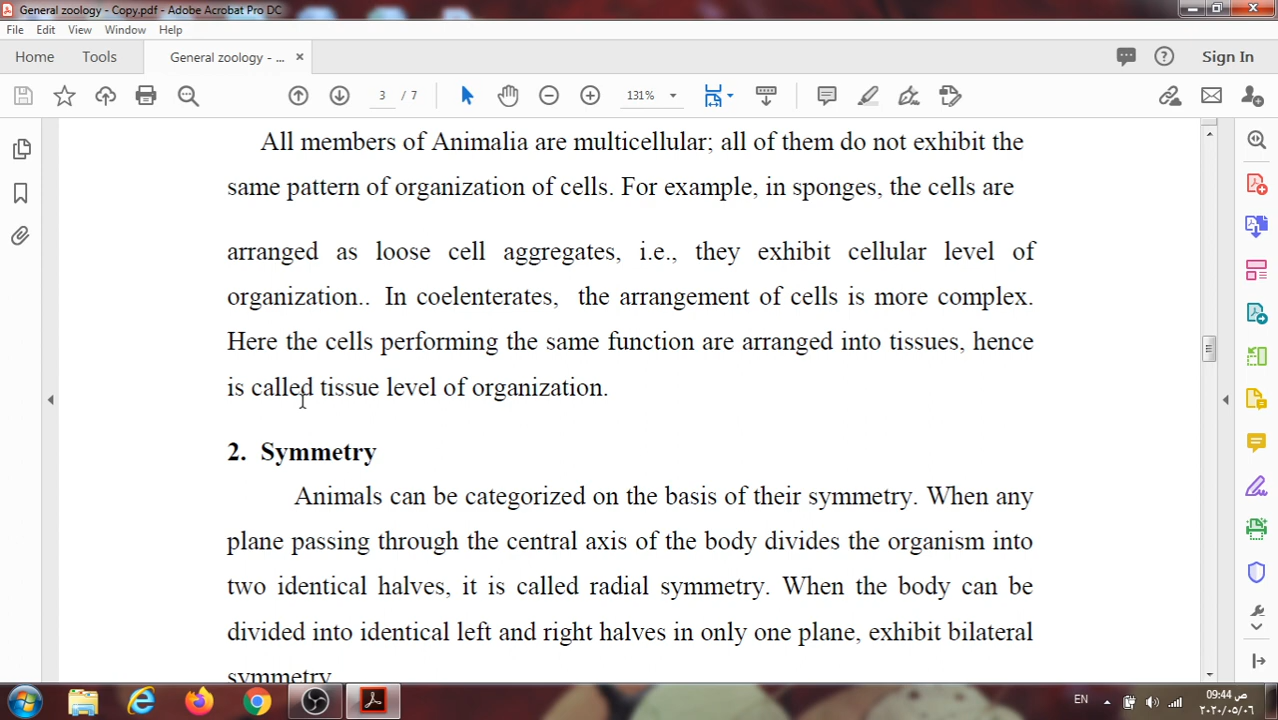 General zoology - Copy.pdf - Adobe Acrobat Pro DC
File Edit View Window Help
Home Tools General zoology - ... × Sign In
3 / 7 131%
All members of Animalia are multicellular; all of them do not exhibit the
same pattern of organization of cells. For example, in sponges, the cells are
arranged as loose cell aggregates, i.e., they exhibit cellular level of
organization.. In coelenterates, the arrangement of cells is more complex.
Here the cells performing the same function are arranged into tissues, hence
is called tissue level of organization.
2. Symmetry
Animals can be categorized on the basis of their symmetry. When any
plane passing through the central axis of the body divides the organism into
two identical halves, it is called radial symmetry. When the body can be
divided into identical left and right halves in only one plane, exhibit bilateral
symmetry
EN 09:44 ص
٢٠٢٠/٠٥/٠٦